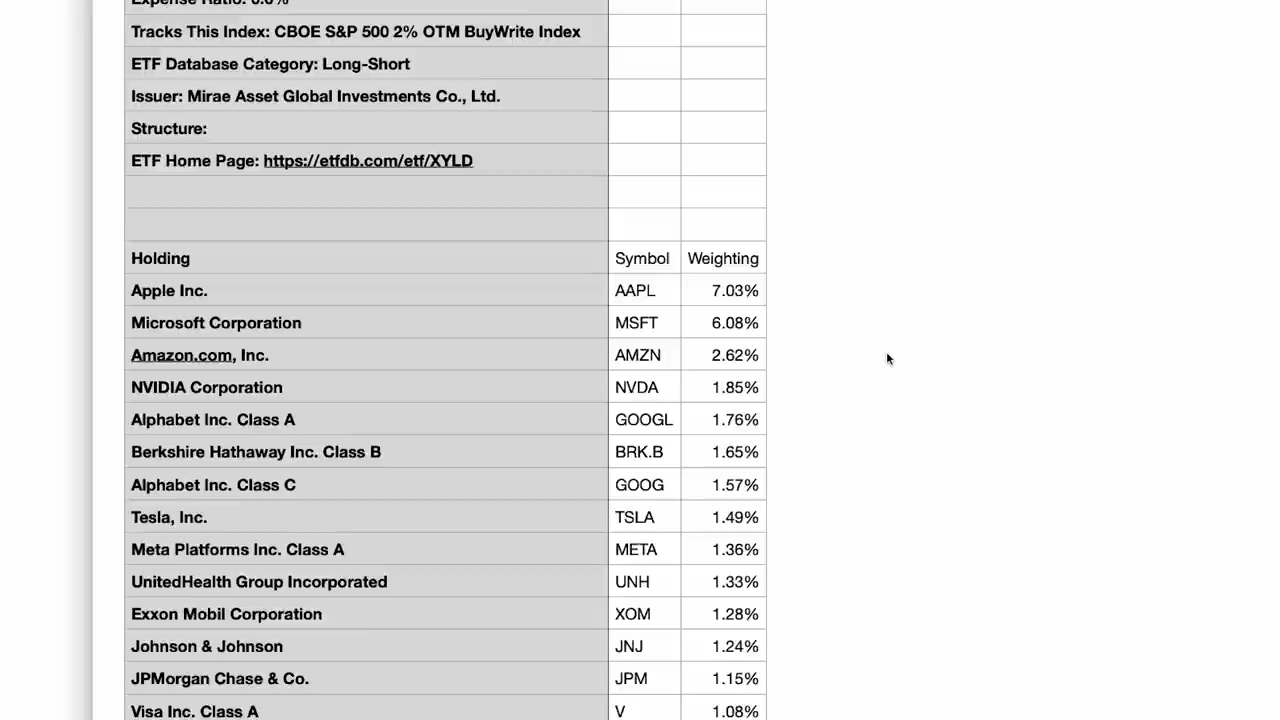 Expense Ratio: 0.6%
Tracks This Index: CBOE S&P 500 2% OTM BuyWrite Index
ETF Database Category: Long-Short
Issuer: Mirae Asset Global Investments Co., Ltd.
Structure:
ETF Home Page: https://etfdb.com/etf/XYLD
Holding Symbol Weighting
Apple Inc. AAPL 7.03%
Microsoft Corporation MSFT 6.08%
Amazon.com, Inc. AMZN 2.62%
NVIDIA Corporation NVDA 1.85%
Alphabet Inc. Class A GOOGL 1.76%
Berkshire Hathaway Inc. Class B BRK.B 1.65%
Alphabet Inc. Class C GOOG 1.57%
Tesla, Inc. TSLA 1.49%
Meta Platforms Inc. Class A META 1.36%
UnitedHealth Group Incorporated UNH 1.33%
Exxon Mobil Corporation XOM 1.28%
Johnson & Johnson JNJ 1.24%
JPMorgan Chase & Co. JPM 1.15%
Visa Inc. Class A V 1.08%